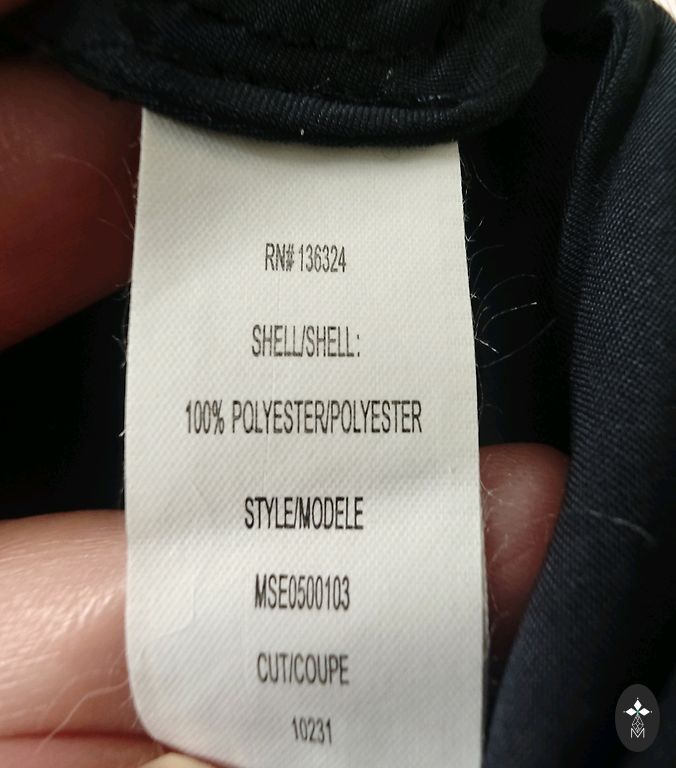 RN# 136324
SHELL/SHELL:
100% POLYESTER/POLYESTER
STYLE/MODELE
MSE0500103
CUT/COUPE
10231
M